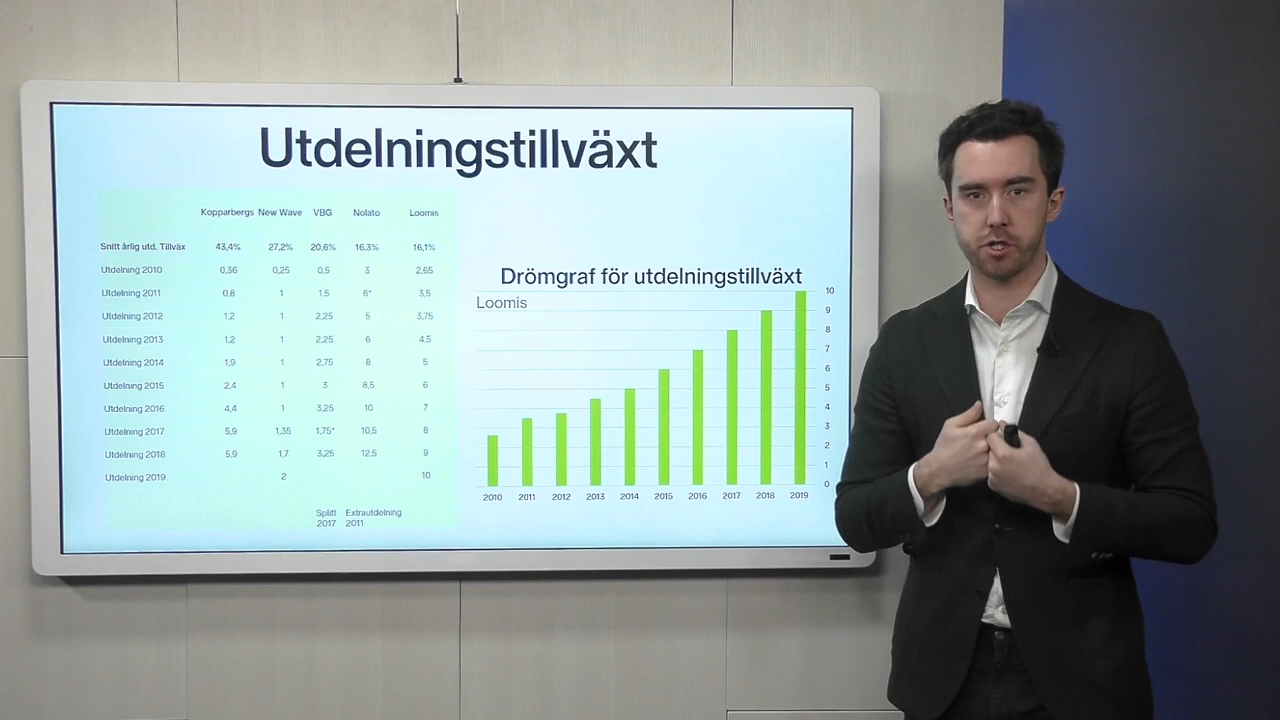 Utdelningstillväxt
Kopparbergs New Wave VBG Nolato Loomis
Snitt årlig utd. Tillväx 43,4% 27,2% 20,6% 16,3% 16,1%
Utdelning 2010 0,36 0,25 0,5 3 2,65
Utdelning 2011 0,8 1 1,5 6* 3,5
Utdelning 2012 1,2 1 2,25 5 3,75
Utdelning 2013 1,2 1 2,25 6 4,5
Utdelning 2014 1,9 1 2,75 8 5
Utdelning 2015 2,4 1 3 8,5 6
Utdelning 2016 4,4 1 3,25 10 7
Utdelning 2017 5,9 1,35 1,75* 10,5 8
Utdelning 2018 5,9 1,7 3,25 12,5 9
Utdelning 2019 2 10
Splitt Extrautdelning
2017 2011
Drömgraf för utdelningstillväxt
Loomis
10
9
8
7
6
5
4
3
2
1
0
2010 2011 2012 2013 2014 2015 2016 2017 2018 2019